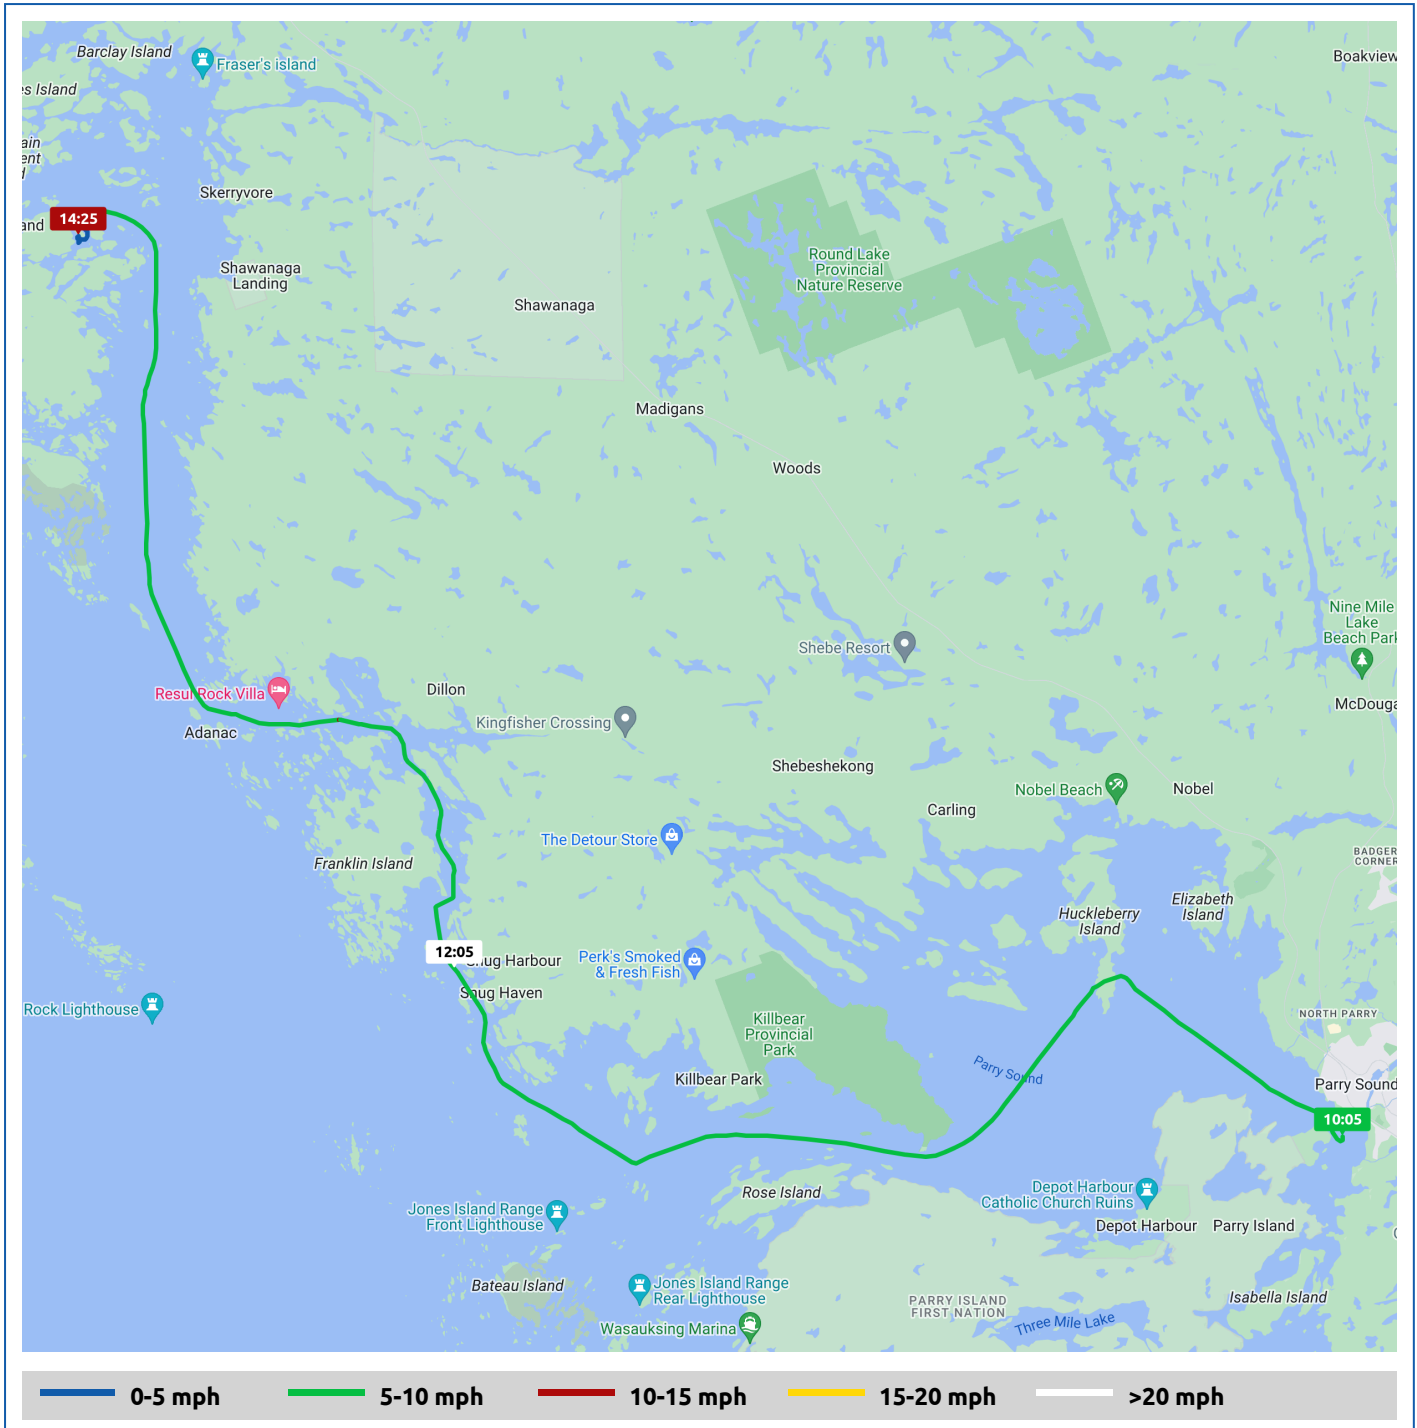 Barclay Island
Fraser's island
Boakview
es Island
ain
ent
d
Skerryvore
14:25
and
Round Lake
Provincial
Nature Reserve
Shawanaga
Landing
Shawanaga
Madigans
Woods
Nine Mile
Lake
Beach Park
Shebe Resort
Resul Rock Villa
Dillon
McDouga
Kingfisher Crossing
Adanac
Shebeshekong
Nobel Beach
Nobel
Carling
The Detour Store
Franklin Island
BADGER
CORNER
Elizabeth
Island
Huckleberry
Island
12:05
Snug Harbour
Perk's Smoked
& Fresh Fish
Snug Haven
Rock Lighthouse
Killbear
Provincial
Park
NORTH PARRY
Parry Sound
Killbear Park
Parry Sound
10:05
Rose Island
Depot Harbour
Catholic Church Ruins
Jones Island Range
Front Lighthouse
Depot Harbour
Parry Island
Bateau Island
Jones Island Range
Rear Lighthouse
PARRY ISLAND
FIRST NATION
Isabella Island
Three Mile Lake
Wasauksing Marina
0-5 mph
5-10 mph
10-15 mph
15-20 mph
>20 mph